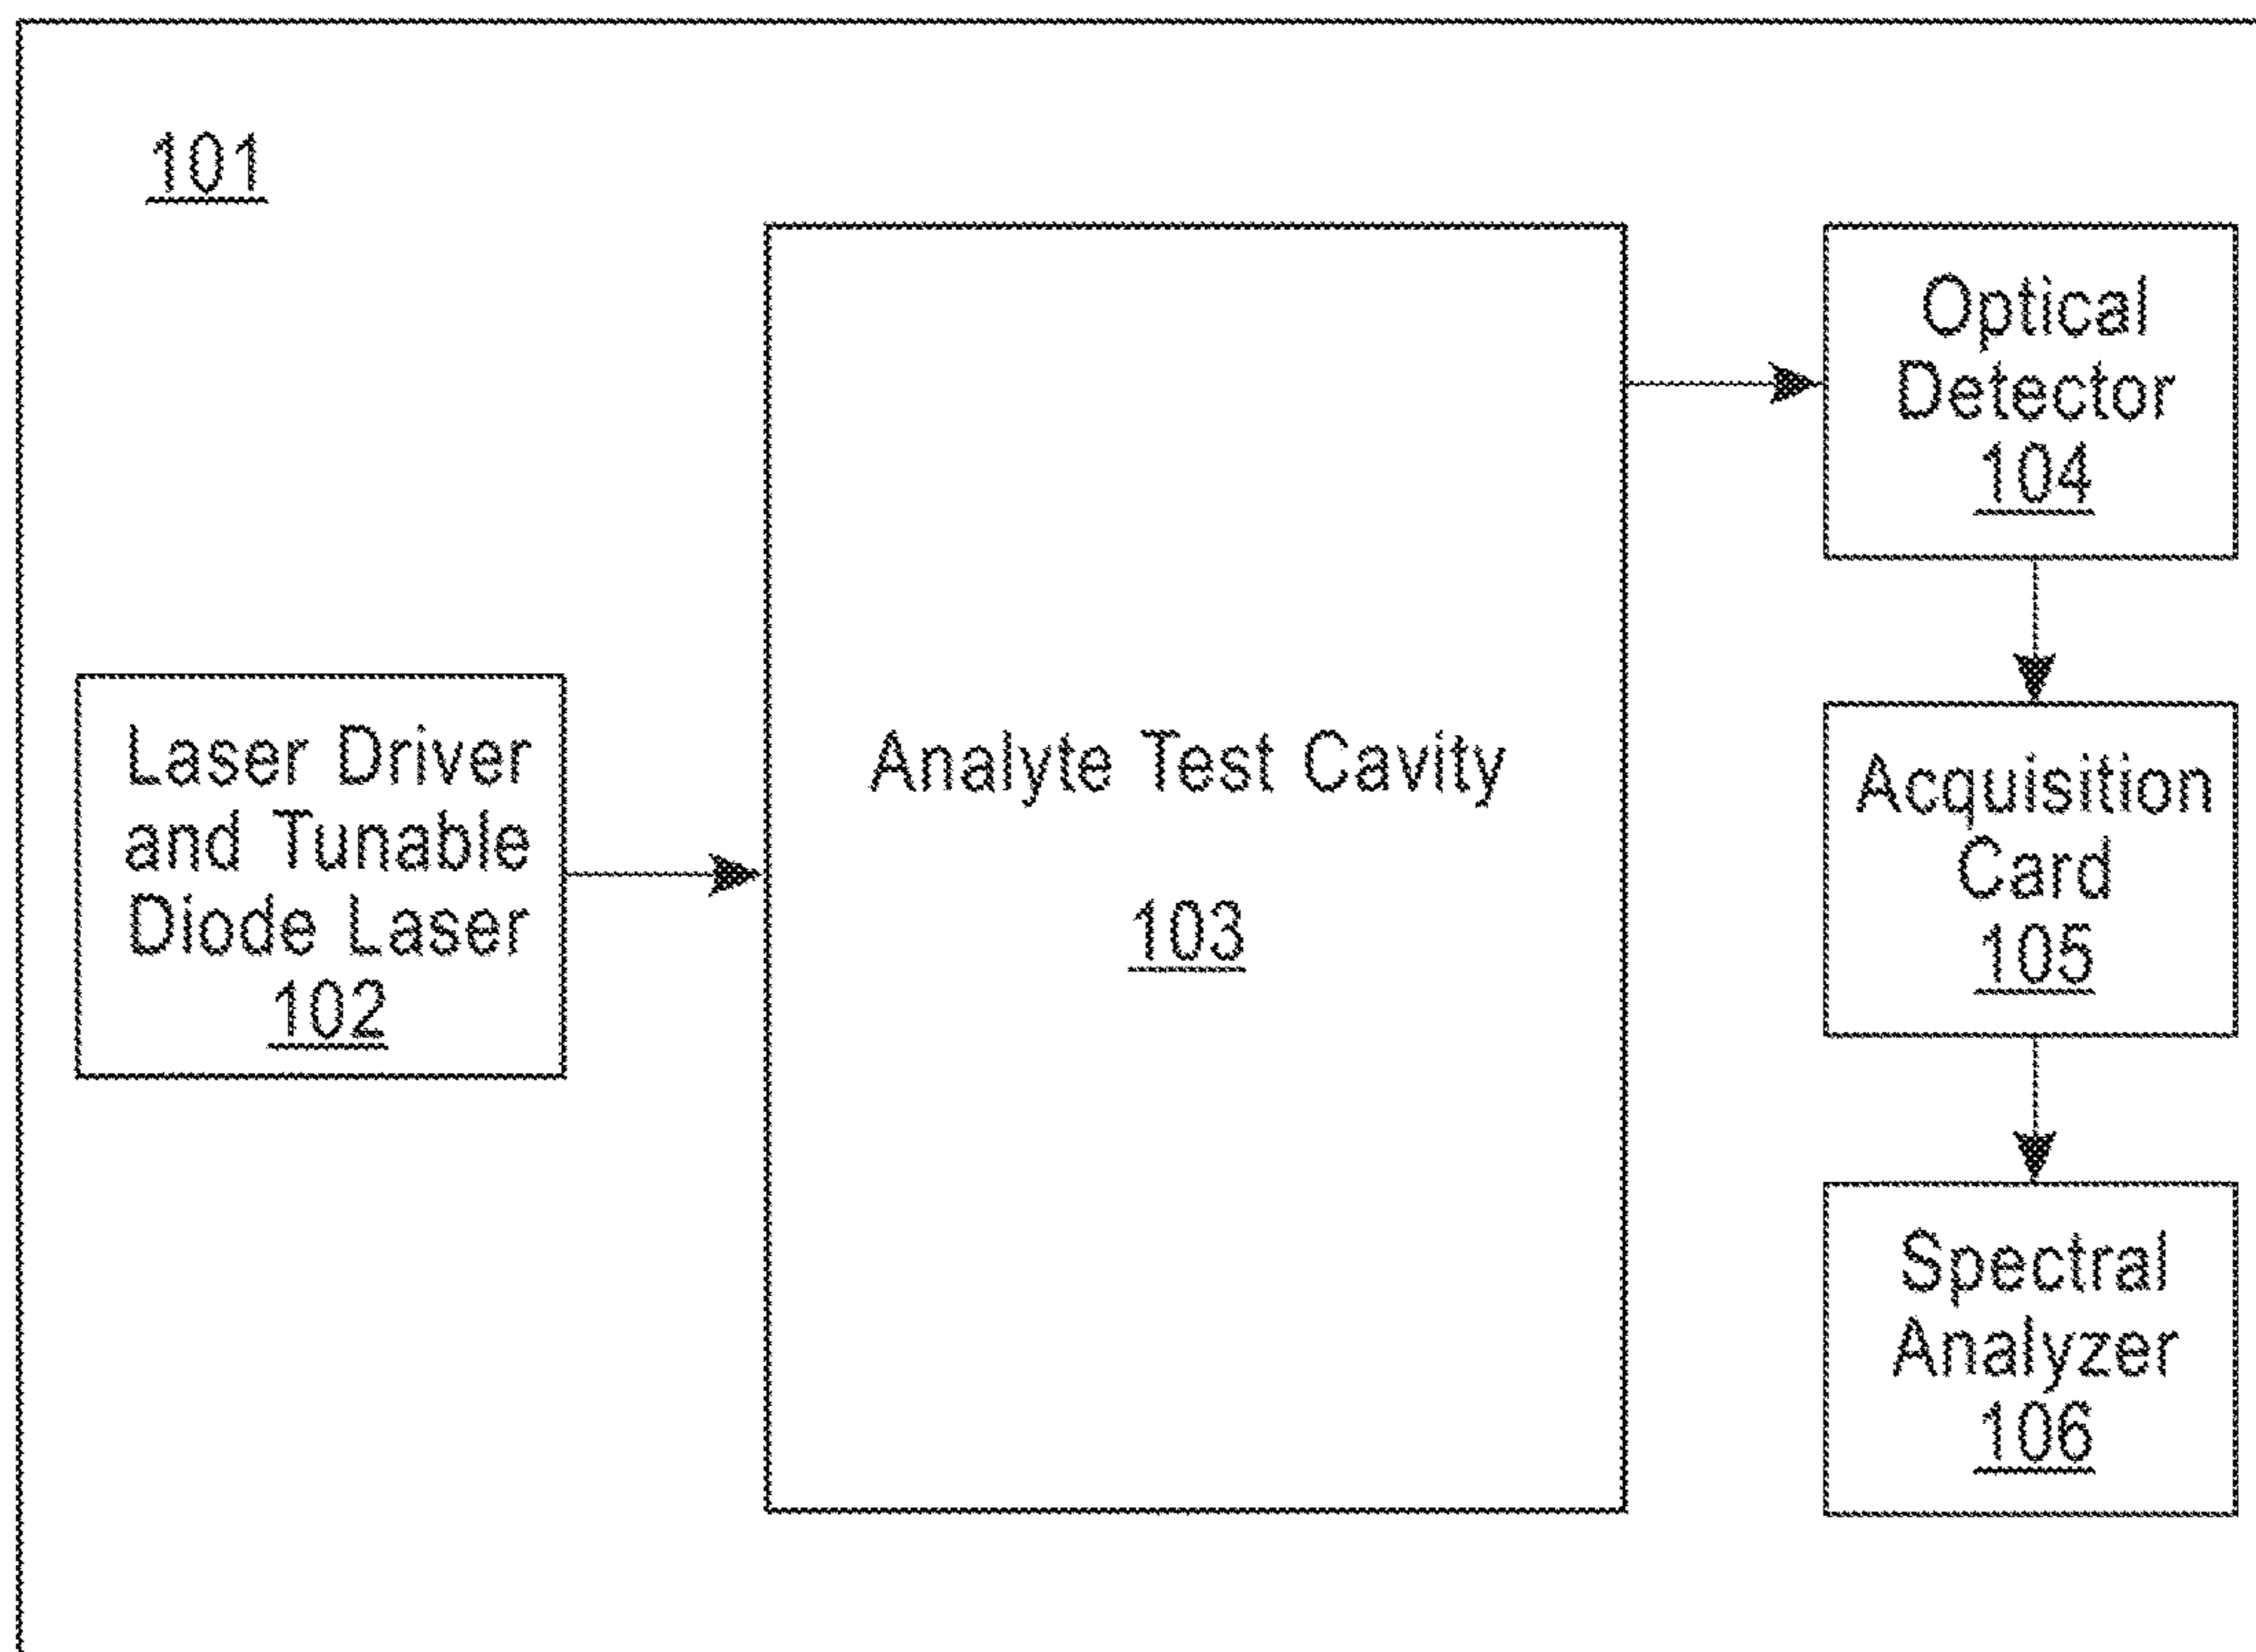 101
Laser Driver
and Tunable
Diode Laser
102
Analyte Test Cavity
103
Optical
Detector
104
Acquisition
Card
105
Spectral
Analyzer
106